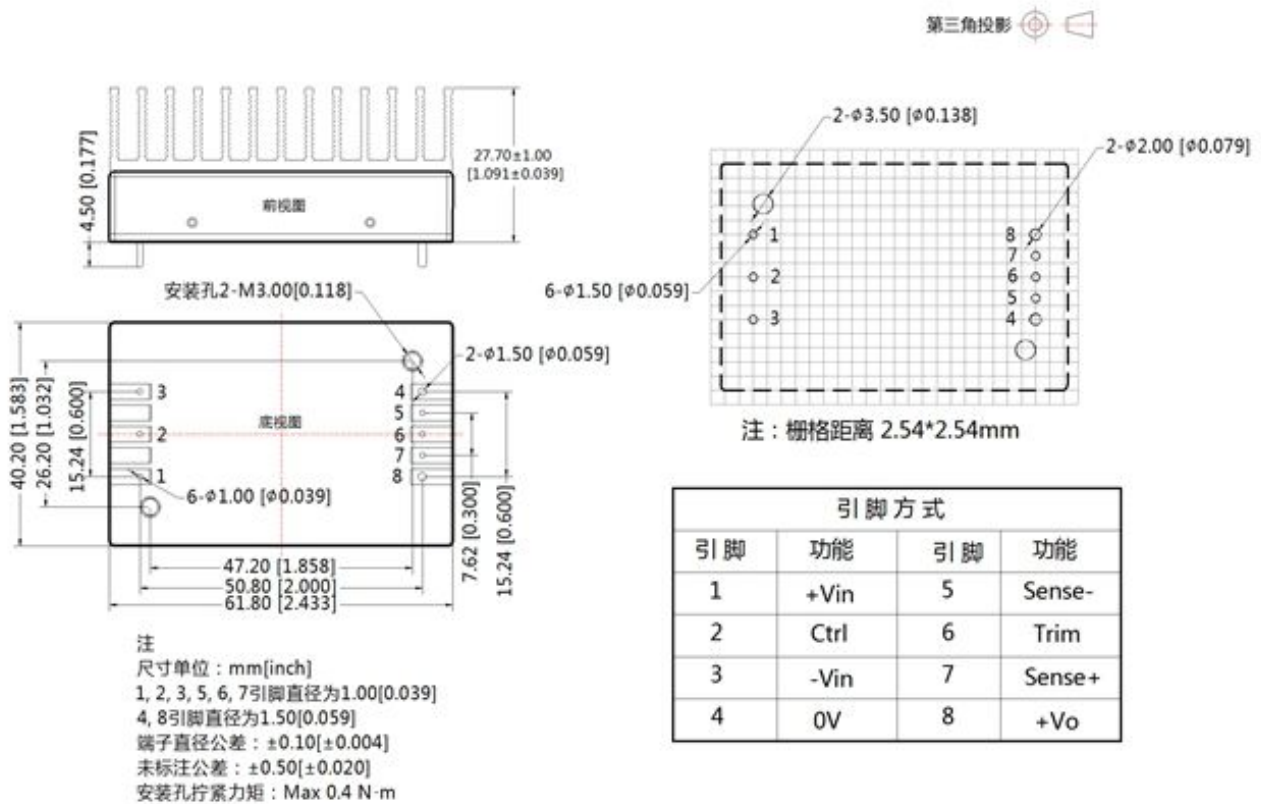 第三角投影
4.50 [0.177]
27.70±1.00
[1.091±0.039]
前视图
安装孔2-M3.00[0.118]
2-φ1.50 [φ0.059]
40.20 [1.583]
26.20 [1.032]
15.24 [0.600]
3
2
1
底视图
4
5
6
7
8
6-φ1.00 [φ0.039]
7.62 [0.300]
15.24 [0.600]
47.20 [1.858]
50.80 [2.000]
61.80 [2.433]
注
尺寸单位：mm[inch]
1, 2, 3, 5, 6, 7引脚直径为1.00[0.039]
4, 8引脚直径为1.50[0.059]
端子直径公差：±0.10[±0.004]
未标注公差：±0.50[±0.020]
安装孔拧紧力矩：Max 0.4 N·m
2-φ3.50 [φ0.138]
2-φ2.00 [φ0.079]
6-φ1.50 [φ0.059]
1
2
3
8
7
6
5
4
注：栅格距离 2.54*2.54mm
引脚方式
引脚 功能 引脚 功能
1 +Vin 5 Sense-
2 Ctrl 6 Trim
3 -Vin 7 Sense+
4 0V 8 +Vo